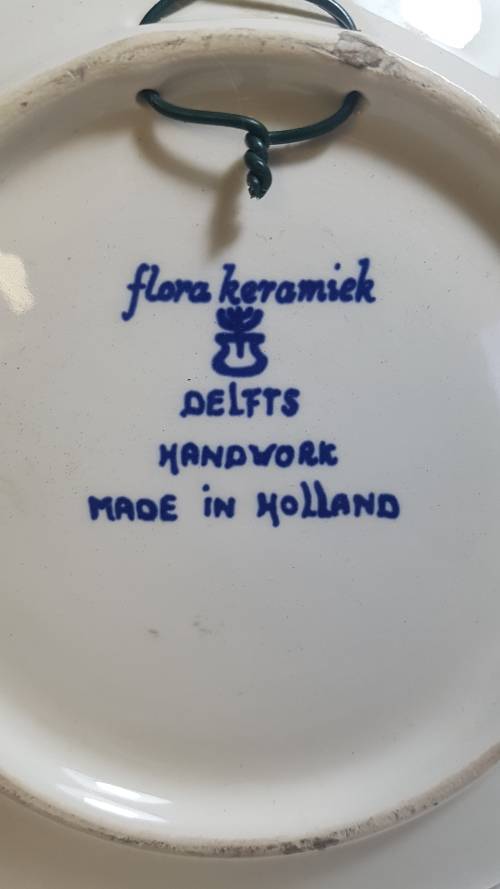 flora keramiek
DELFTS
HANDWORK
MADE iN HoLLAND